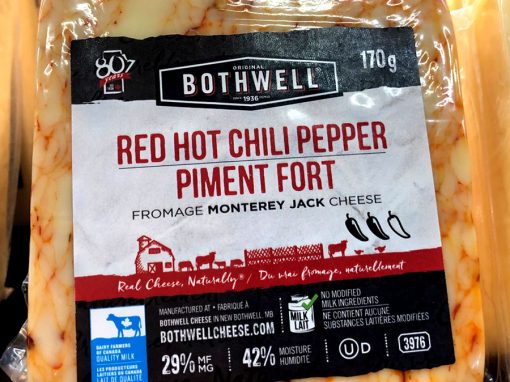 80
years
ORIGINAL
BOTHWELL
SINCE 1936 DEPUIS
170g
RED HOT CHILI PEPPER
PIMENT FORT
FROMAGE MONTEREY JACK CHEESE
Real Cheese, Naturally® / Du vrai fromage, naturellement
DAIRY FARMERS
OF CANADA
QUALITY MILK
LES PRODUCTEURS
LAITIERS DU CANADA
LAIT DE QUALITÉ
MANUFACTURED AT • FABRIQUÉ À
BOTHWELL CHEESE IN NEW BOTHWELL MB
BOTHWELLCHEESE.COM
29% MF
MG
42% MOISTURE
HUMIDITÉ
MILK
LAIT
NO MODIFIED
MILK INGREDIENTS
NE CONTIENT AUCUNE
SUBSTANCES LAITIÈRES MODIFIÉES
U D
3976